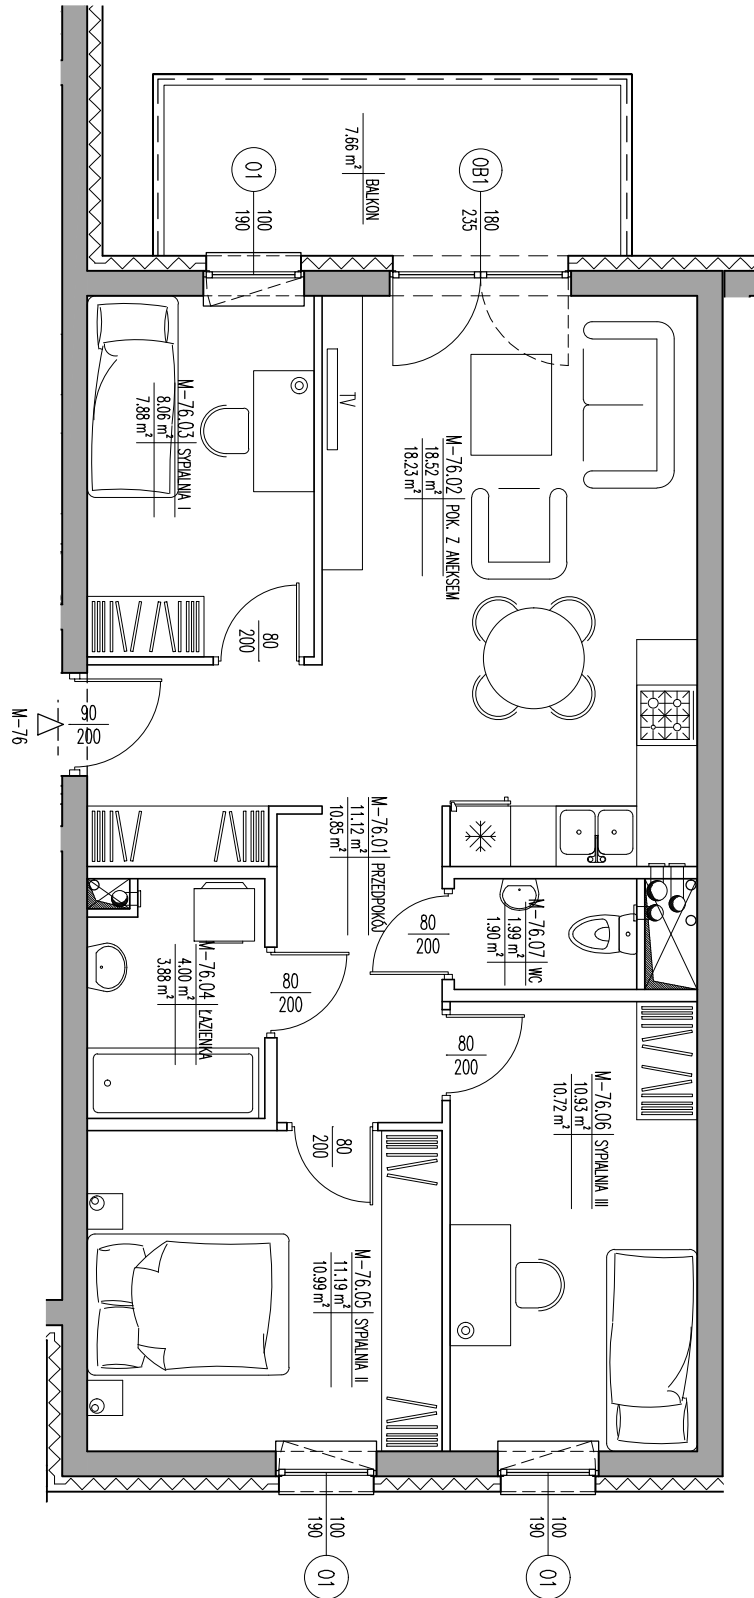 BALKON
7.66 m²
O1
100
190
OB1
180
235
M-76.03 SYPIALNIA I
8.06 m²
7.88 m²
TV
M-76.02 POK. Z ANEKSEM
18.52 m²
18.23 m²
80
200
90
200
M-76
M-76.01 PRZEDPOKÓJ
11.12 m²
10.85 m²
80
200
M-76.07 WC
1.99 m²
1.90 m²
M-76.04 ŁAZIENKA
4.00 m²
3.88 m²
80
200
80
200
M-76.06 SYPIALNIA III
10.93 m²
10.72 m²
80
200
M-76.05 SYPIALNIA II
11.19 m²
10.99 m²
100
190
O1
100
190
O1